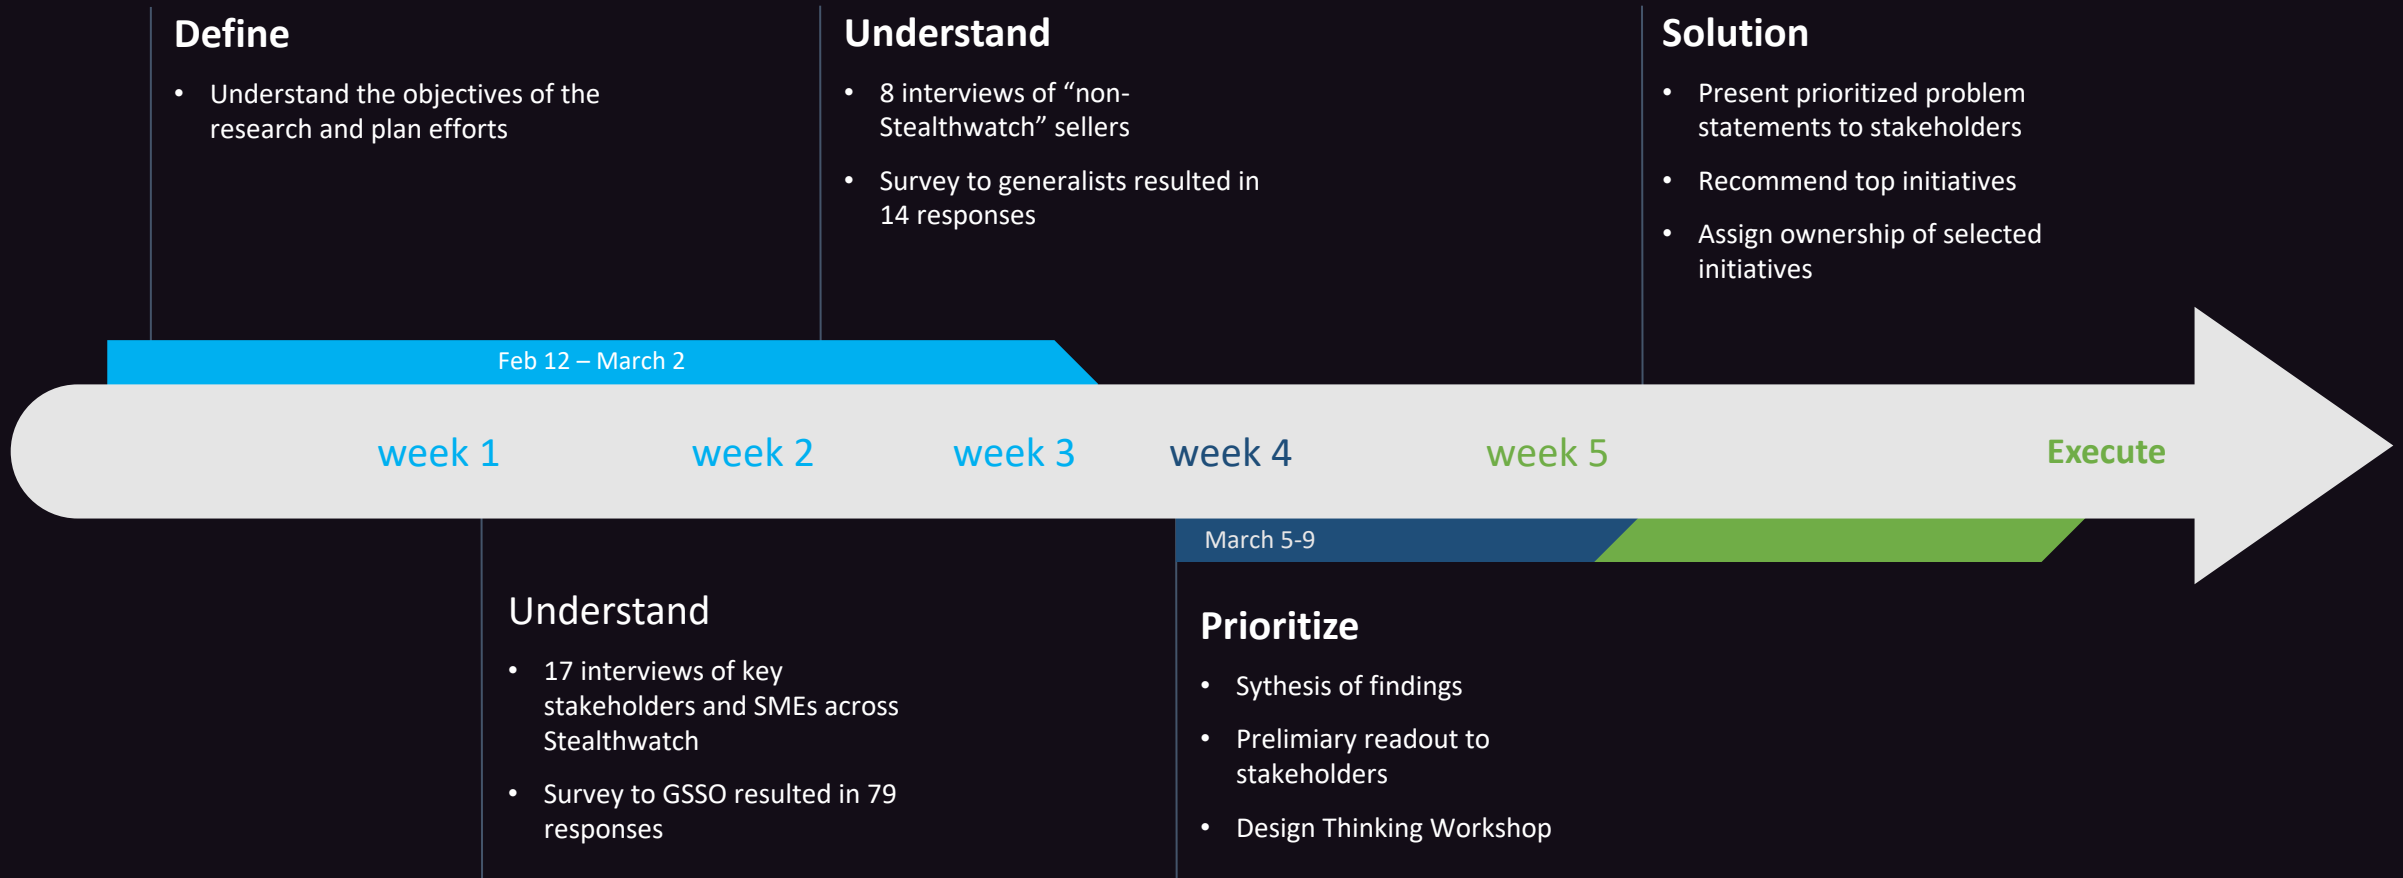 Define
• Understand the objectives of the
research and plan efforts
Understand
• 8 interviews of “non-
Stealthwatch” sellers
• Survey to generalists resulted in
14 responses
Solution
• Present prioritized problem
statements to stakeholders
• Recommend top initiatives
• Assign ownership of selected
initiatives
Feb 12 – March 2
week 1
week 2
week 3
week 4
week 5
Execute
March 5-9
Understand
• 17 interviews of key
stakeholders and SMEs across
Stealthwatch
• Survey to GSSO resulted in 79
responses
Prioritize
• Sythesis of findings
• Prelimiary readout to
stakeholders
• Design Thinking Workshop